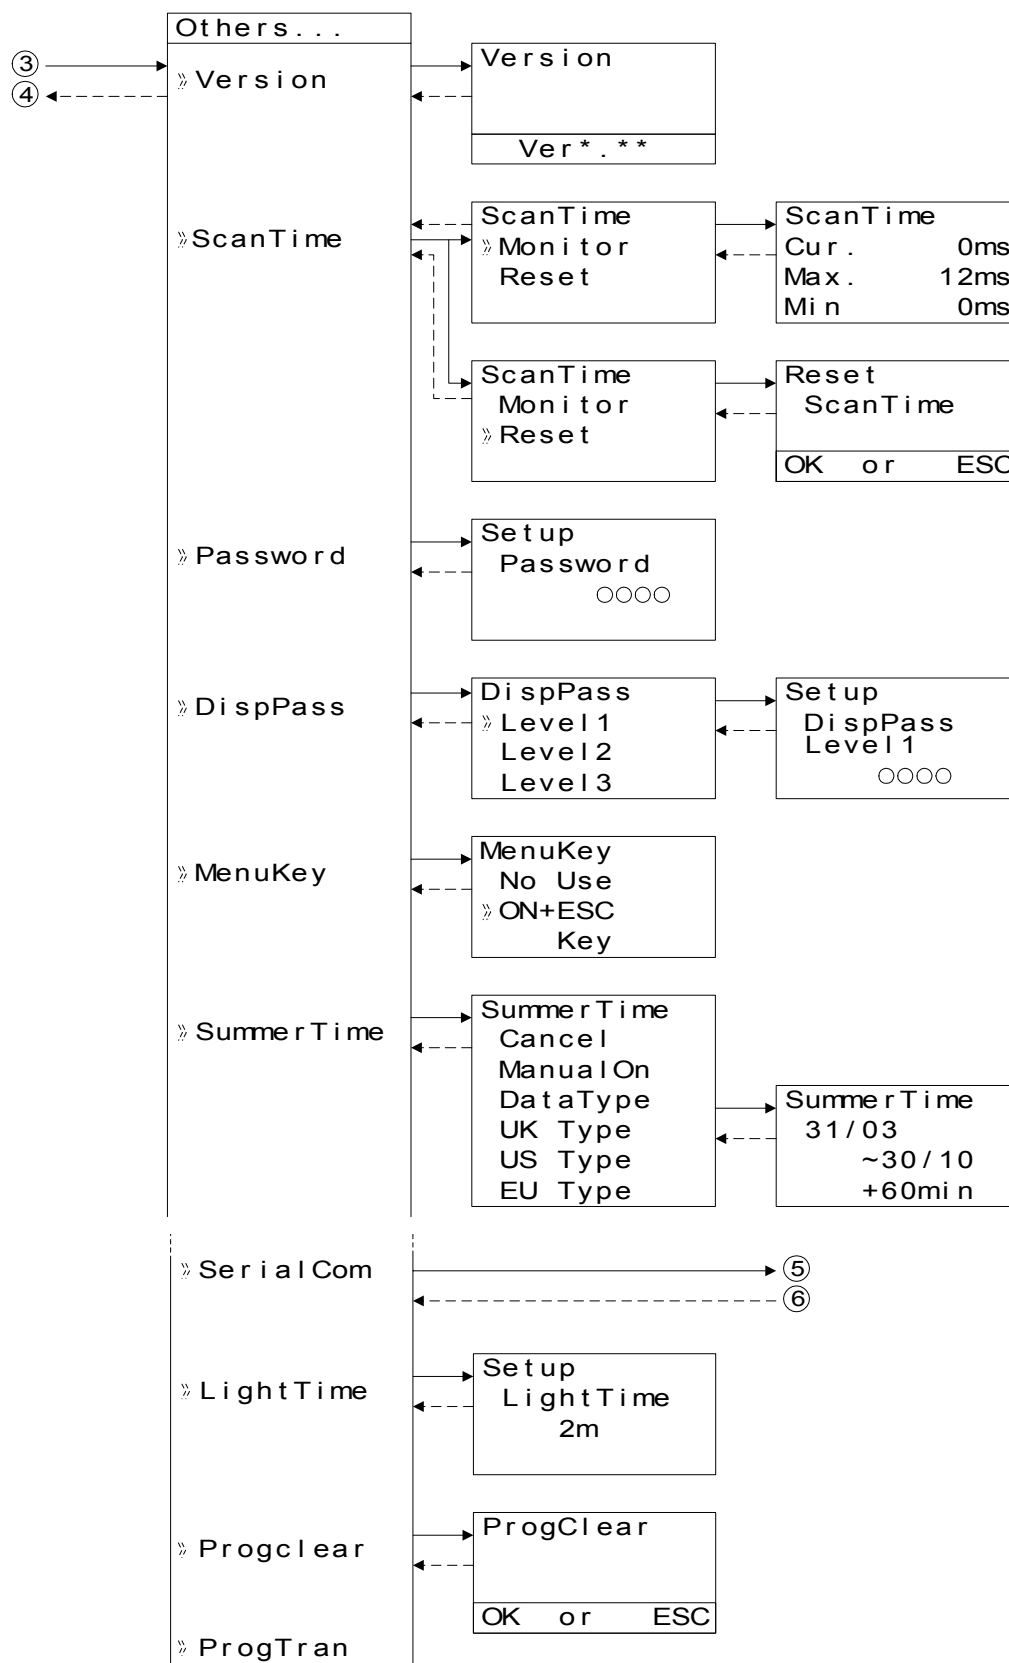 Others...
③
④
»Version
Version
Ver*.**
»ScanTime
ScanTime
»Monitor
Reset
ScanTime
Cur. 0ms
Max. 12ms
Min 0ms
ScanTime
Monitor
»Reset
Reset
ScanTime
OK or ESC
»Password
Setup
Password
○○○○
»DispPass
DispPass
»Level1
Level2
Level3
Setup
DispPass
Level1
○○○○
»MenuKey
MenuKey
No Use
»ON+ESC
Key
»SummerTime
SummerTime
Cancel
ManualOn
DataType
UK Type
US Type
EU Type
SummerTime
31/03
~30/10
+60min
»SerialCom
⑤
⑥
»LightTime
Setup
LightTime
2m
»Progclear
ProgClear
OK or ESC
»ProgTran